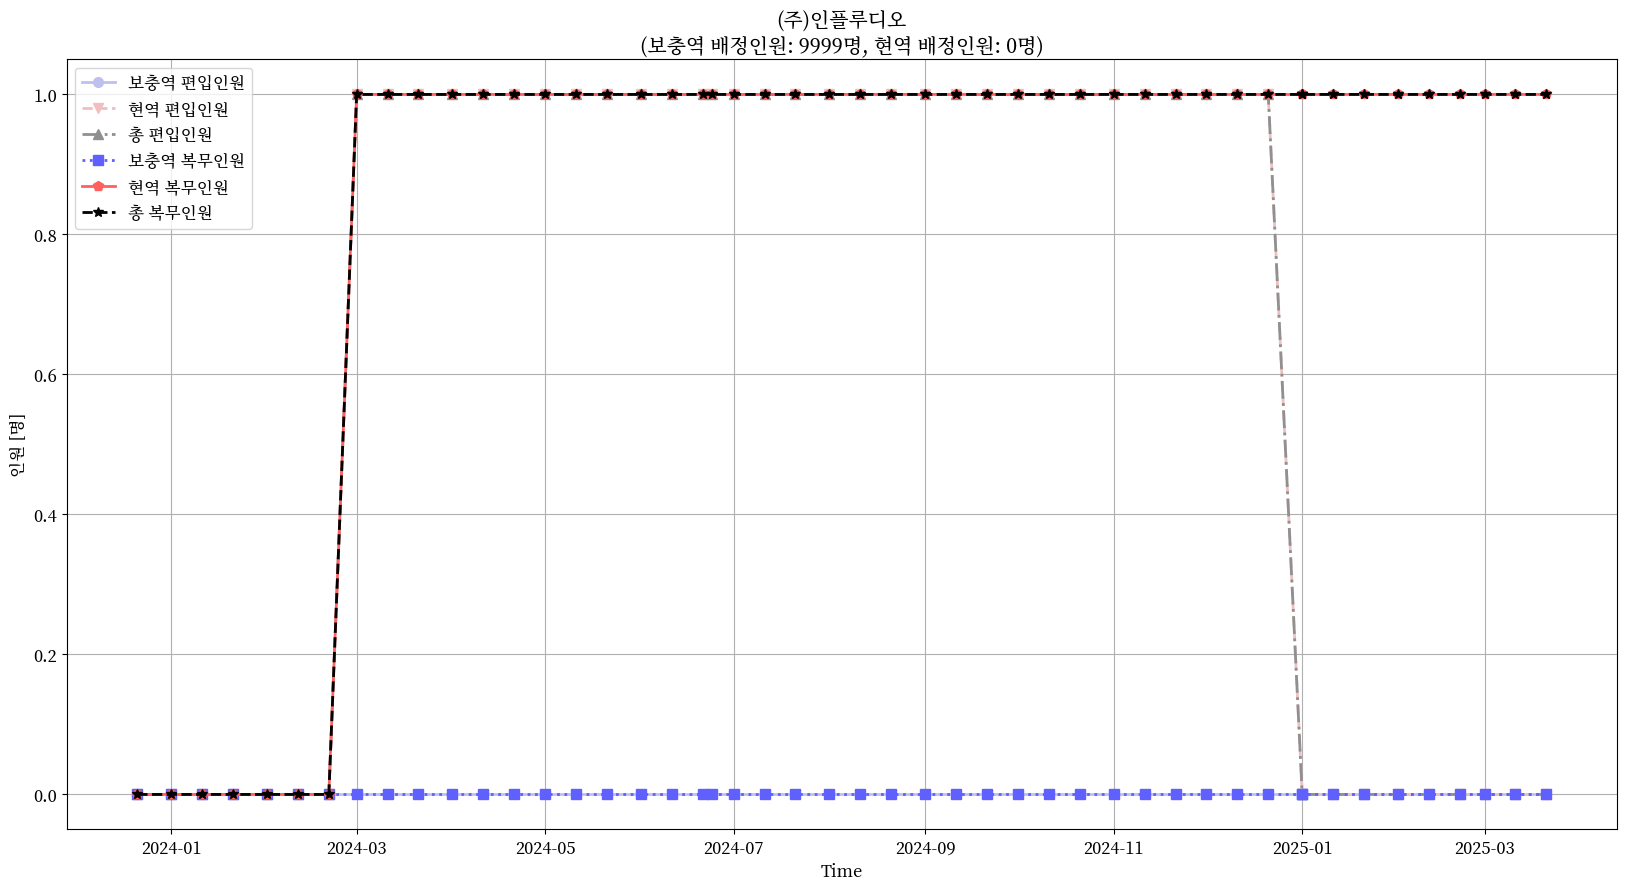 (주)인플루디오
(보충역 배정인원: 9999명, 현역 배정인원: 0명)
보충역 편입인원
현역 편입인원
총 편입인원
보충역 복무인원
현역 복무인원
총 복무인원
1.0
0.8
0.6
0.4
0.2
0.0
인원 [명]
2024-01
2024-03
2024-05
2024-07
2024-09
2024-11
2025-01
2025-03
Time